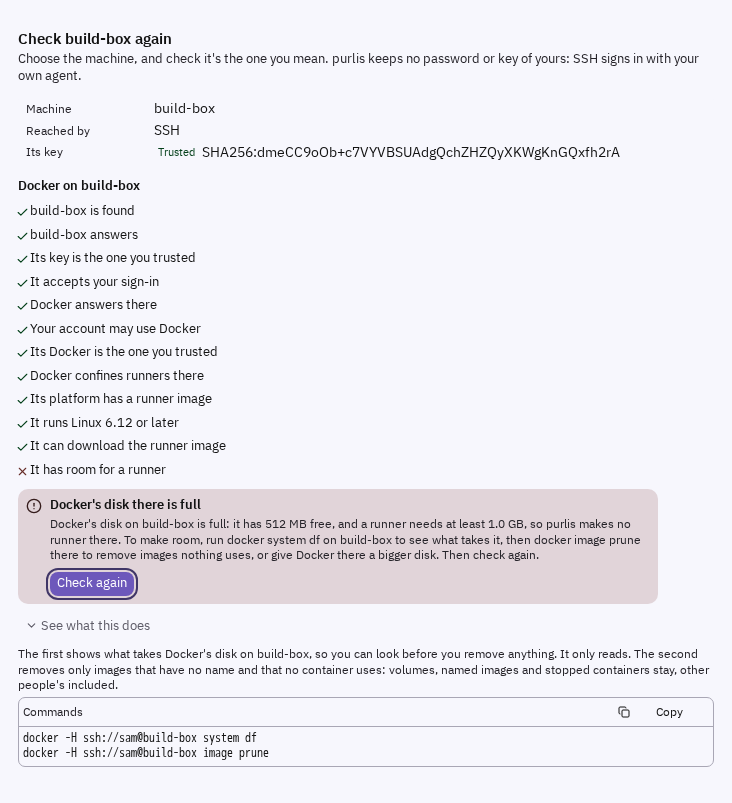 Check build-box again
Choose the machine, and check it's the one you mean. purlis keeps no password or key of yours: SSH signs in with your
own agent.
Machine build-box
Reached by SSH
Its key Trusted SHA256:dmeCC9oOb+c7VYVBSUAdgQchZHZQyXKWgKnGQxfh2rA
Docker on build-box
build-box is found
build-box answers
Its key is the one you trusted
It accepts your sign-in
Docker answers there
Your account may use Docker
Its Docker is the one you trusted
Docker confines runners there
Its platform has a runner image
It runs Linux 6.12 or later
It can download the runner image
It has room for a runner
Docker's disk there is full
Docker's disk on build-box is full: it has 512 MB free, and a runner needs at least 1.0 GB, so purlis makes no
runner there. To make room, run docker system df on build-box to see what takes it, then docker image prune
there to remove images nothing uses, or give Docker there a bigger disk. Then check again.
Check again
See what this does
The first shows what takes Docker's disk on build-box, so you can look before you remove anything. It only reads. The second
removes only images that have no name and that no container uses: volumes, named images and stopped containers stay, other
people's included.
Commands Copy
docker -H ssh://sam@build-box system df
docker -H ssh://sam@build-box image prune